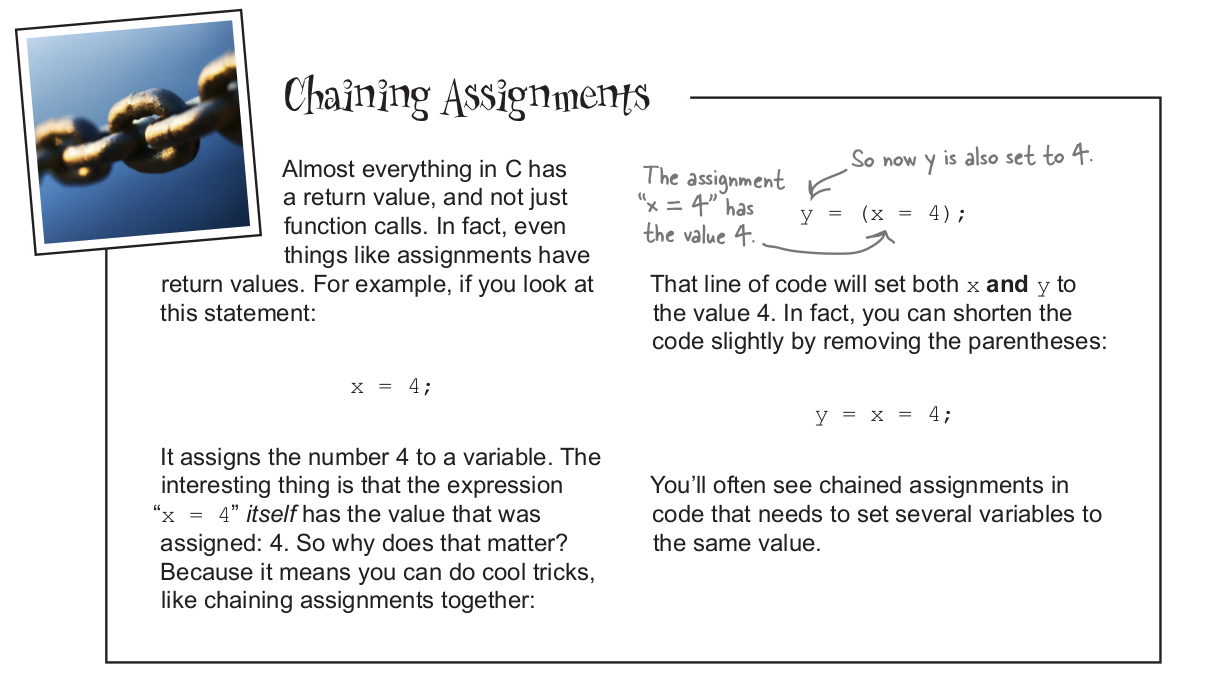 Chaining Assignments
Almost everything in C has
a return value, and not just
function calls. In fact, even
things like assignments have
return values. For example, if you look at
this statement:
x = 4;
It assigns the number 4 to a variable. The
interesting thing is that the expression
“x = 4” itself has the value that was
assigned: 4. So why does that matter?
Because it means you can do cool tricks,
like chaining assignments together:
The assignment
“x = 4” has
the value 4.
So now y is also set to 4.
y = (x = 4);
That line of code will set both x and y to
the value 4. In fact, you can shorten the
code slightly by removing the parentheses:
y = x = 4;
You’ll often see chained assignments in
code that needs to set several variables to
the same value.